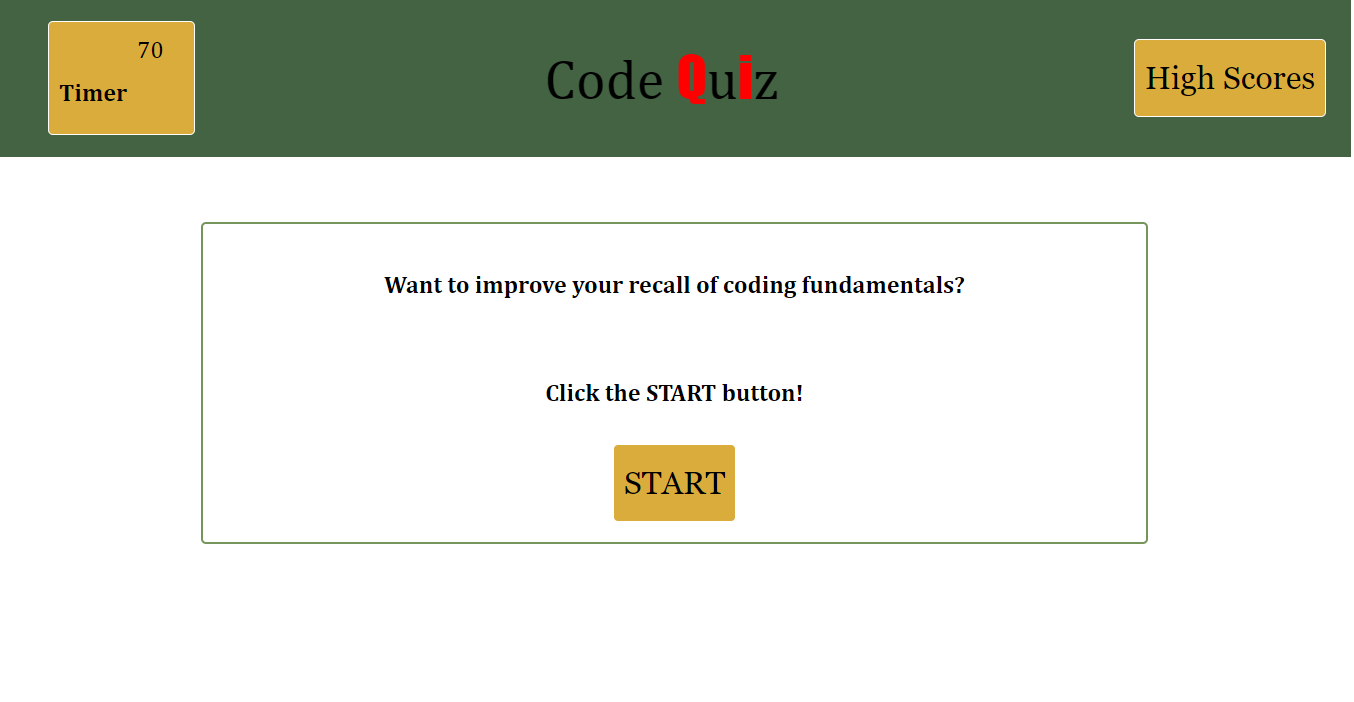 70
Timer
Code Quiz
High Scores
Want to improve your recall of coding fundamentals?
Click the START button!
START